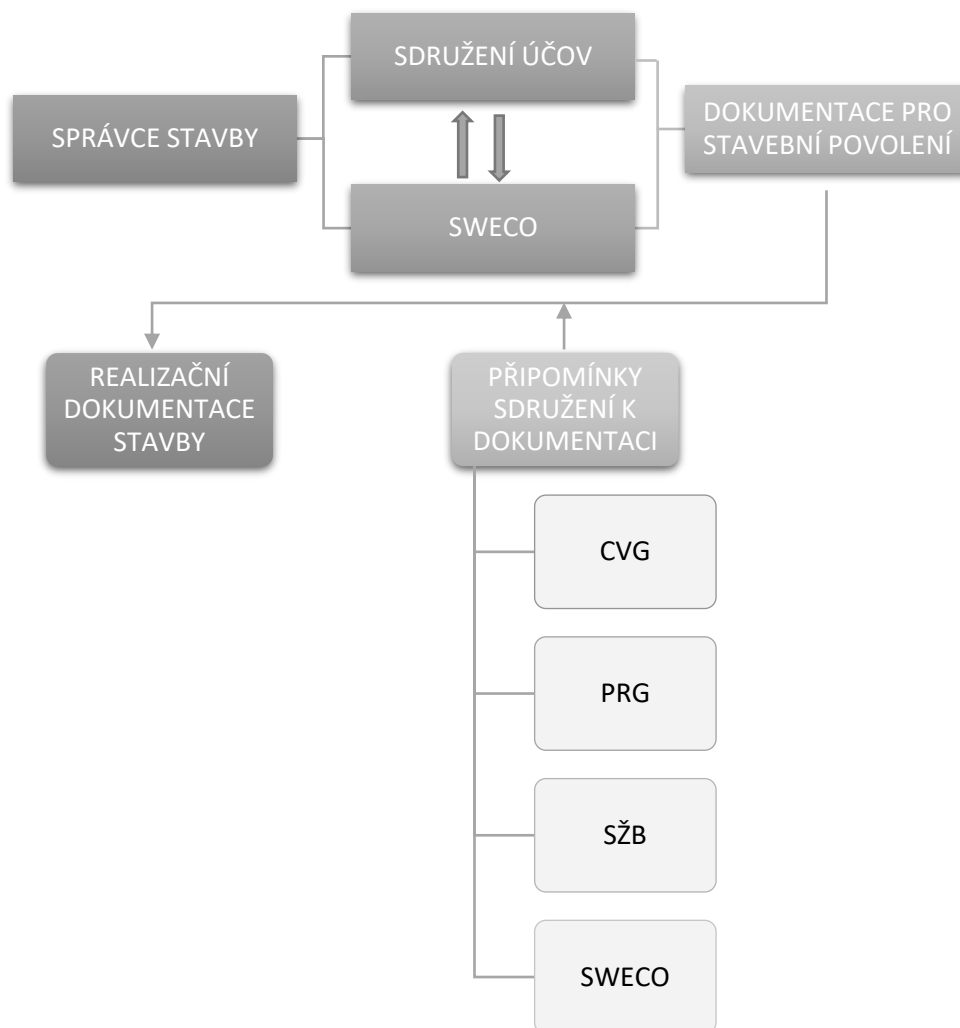 SDRUŽENÍ ÚČOV
SPRÁVCE STAVBY
DOKUMENTACE PRO
STAVEBNÍ POVOLENÍ
SWECO
REALIZAČNÍ
DOKUMENTACE
STAVBY
PŘIPOMÍNKY
SDRUŽENÍ K
DOKUMENTACI
CVG
PRG
SŽB
SWECO